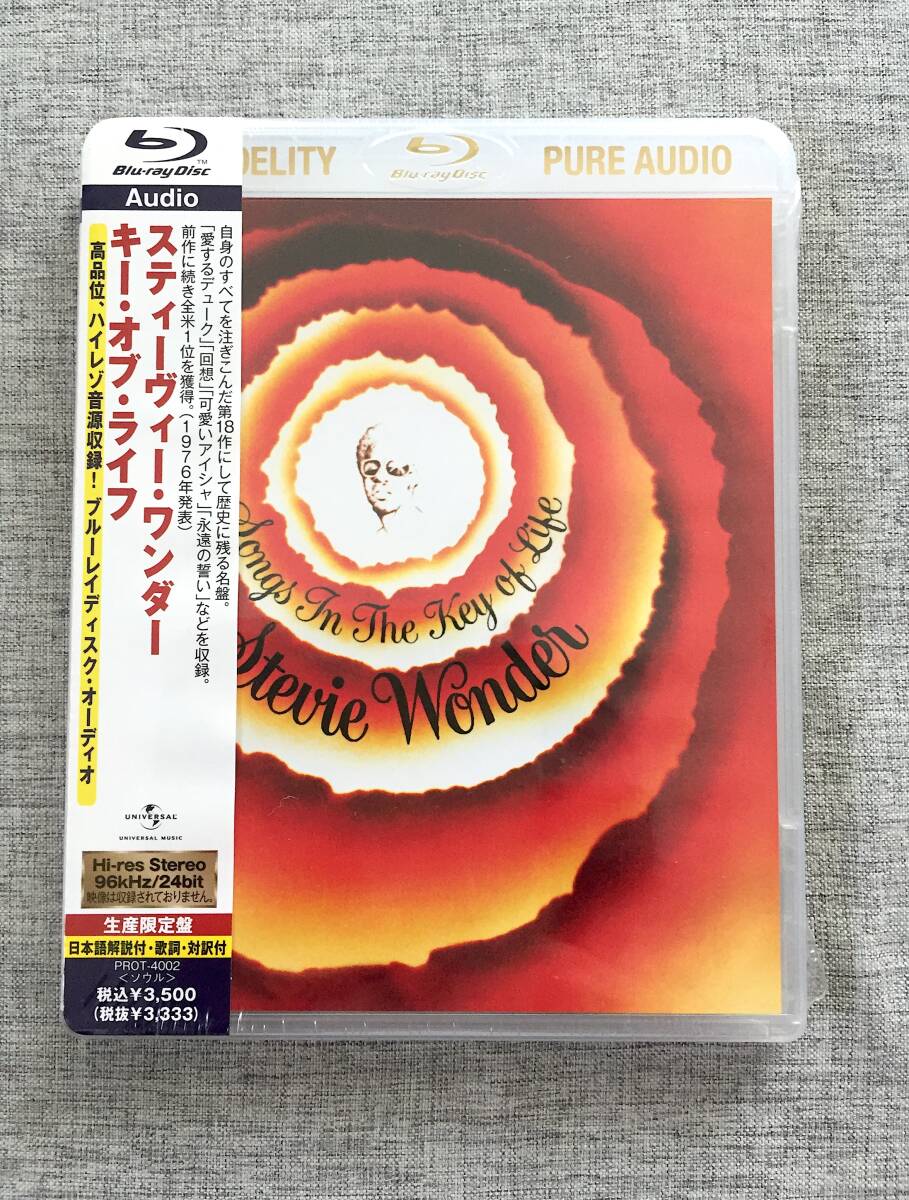 Blu-ray Disc™
Audio
自身のすべてを注ぎこんだ第18作にして歴史に残る名盤。
「愛するデューク」「回想」「可愛いアイシャ」「永遠の誓い」などを収録。
前作に続き全米1位を獲得。(1976年発表)
スティーヴィー・ワンダー
キー・オブ・ライフ
高品位、ハイレゾ音源収録! ブルーレイディスク・オーディオ
UNIVERSAL
UNIVERSAL MUSIC
Hi-res Stereo
96kHz/24bit
映像は収録されておりません。
生産限定盤
日本語解説付・歌詞・対訳付
PROT-4002
<ソウル>
税込¥3,500
(税抜¥3,333)
DELITY
Blu-ray Disc
PURE AUDIO
Songs In The Key of Life
Stevie Wonder